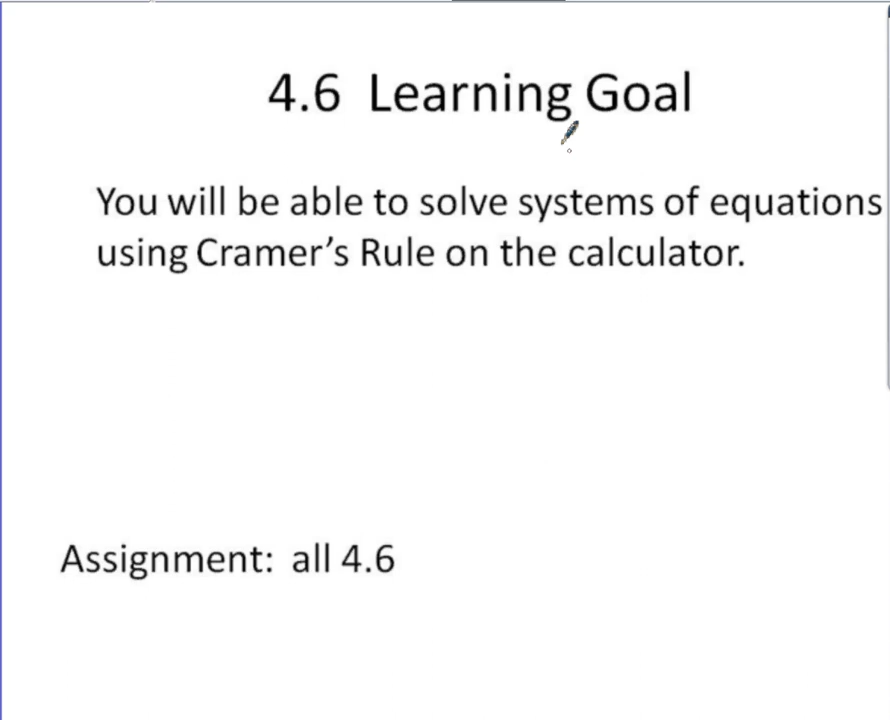 4.6 Learning Goal
You will be able to solve systems of equations
using Cramer’s Rule on the calculator.
Assignment: all 4.6